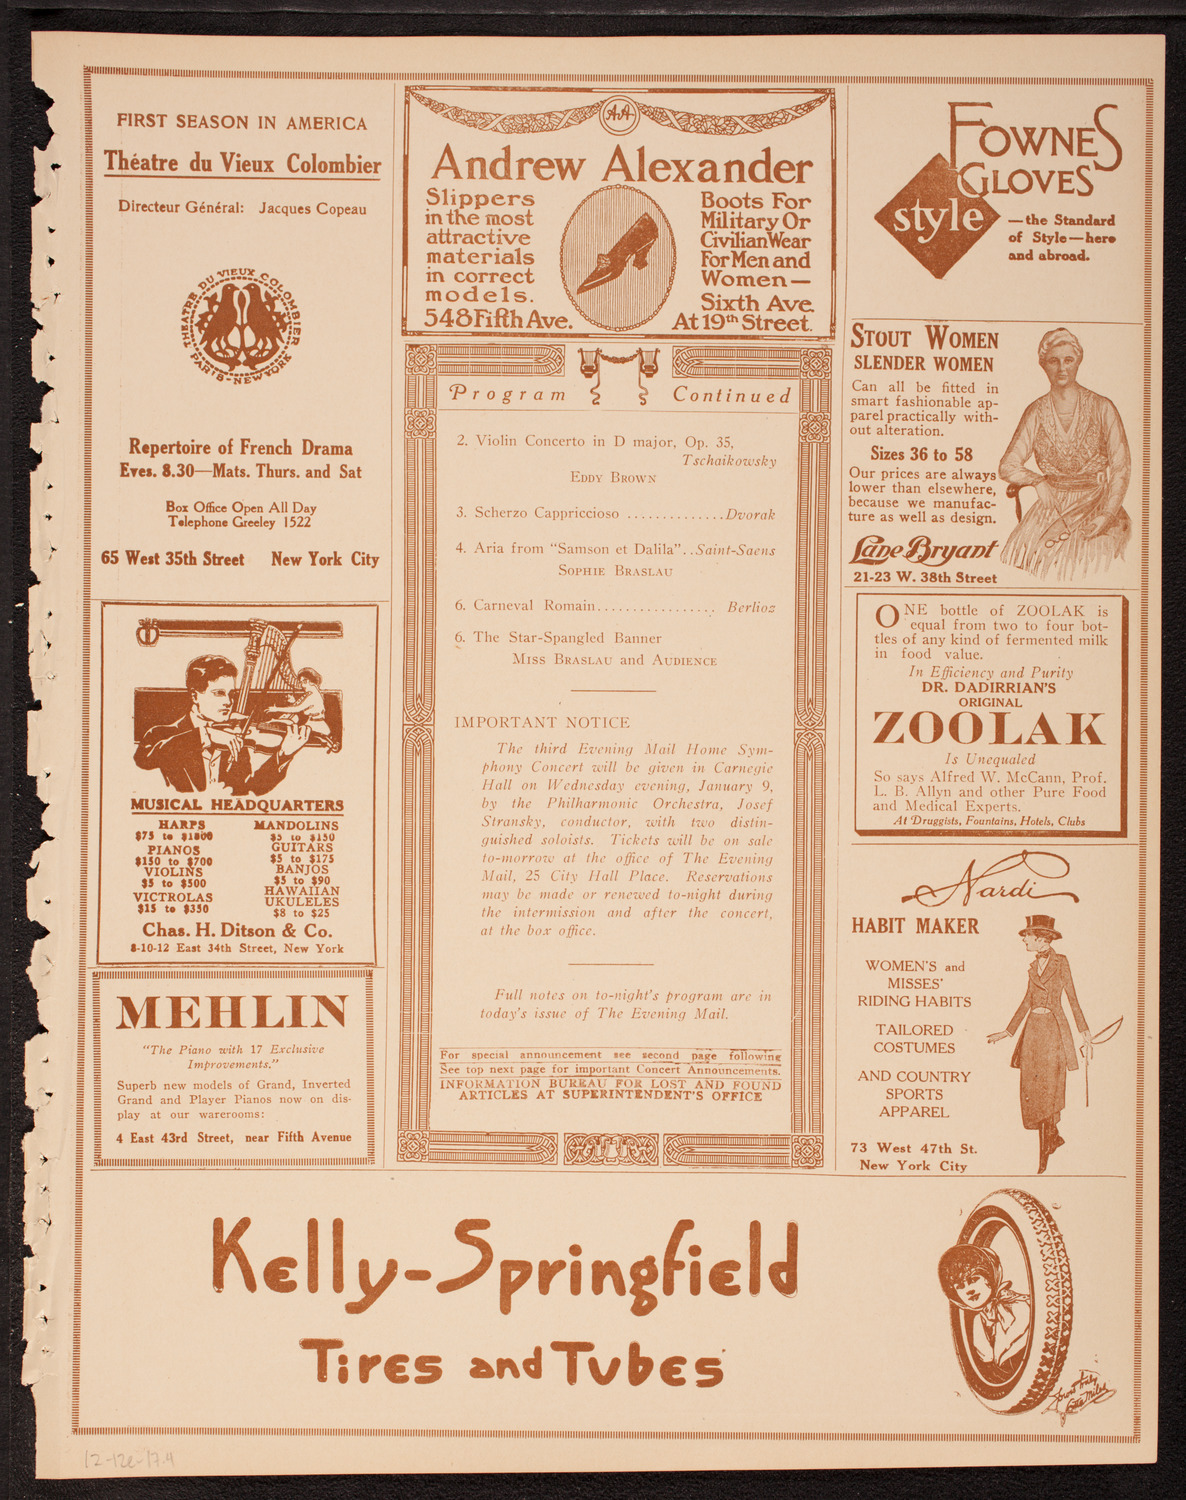 FIRST SEASON IN AMERICA
Théatre du Vieux Colombier
Directeur Général: Jacques Copeau
THEATRE DU VIEUX COLOMBIER
PARIS-NEW YORK
Repertoire of French Drama
Eves. 8.30—Mats. Thurs. and Sat
Box Office Open All Day
Telephone Greeley 1522
65 West 35th Street New York City
MUSICAL HEADQUARTERS
HARPS
$75 to $1800
PIANOS
$150 to $700
VIOLINS
$5 to $500
VICTROLAS
$15 to $350
MANDOLINS
$5 to $150
GUITARS
$5 to $175
BANJOS
$5 to $90
HAWAIIAN
UKULELES
$8 to $25
Chas. H. Ditson & Co.
8-10-12 East 34th Street, New York
MEHLIN
"The Piano with 17 Exclusive
Improvements."
Superb new models of Grand, Inverted
Grand and Player Pianos now on dis-
play at our warerooms:
4 East 43rd Street, near Fifth Avenue
AA
Andrew Alexander
Slippers
in the most
attractive
materials
in correct
models.
548 Fifth Ave.
Boots For
Military Or
Civilian Wear
For Men and
Women—
Sixth Ave.
At 19th Street.
Program Continued
2. Violin Concerto in D major, Op. 35,
Tschaikowsky
EDDY BROWN
3. Scherzo Cappriccioso ..............Dvorak
4. Aria from "Samson et Dalila"..Saint-Saens
SOPHIE BRASLAU
6. Carneval Romain................ Berlioz
6. The Star-Spangled Banner
MISS BRASLAU and AUDIENCE
IMPORTANT NOTICE
The third Evening Mail Home Sym-
phony Concert will be given in Carnegie
Hall on Wednesday evening, January 9,
by the Philharmonic Orchestra, Josef
Stransky, conductor, with two distin-
guished soloists. Tickets will be on sale
to-morrow at the office of The Evening
Mail, 25 City Hall Place. Reservations
may be made or renewed to-night during
the intermission and after the concert,
at the box office.
Full notes on to-night's program are in
today's issue of The Evening Mail.
For special announcement see second page following
See top next page for important Concert Announcements.
INFORMATION BUREAU FOR LOST AND FOUND
ARTICLES AT SUPERINTENDENT'S OFFICE
FOWNES
GLOVES
style
—the Standard
of Style—here
and abroad.
STOUT WOMEN
SLENDER WOMEN
Can all be fitted in
smart fashionable ap-
parel practically with-
out alteration.
Sizes 36 to 58
Our prices are always
lower than elsewhere,
because we manufac-
ture as well as design.
Lane Bryant
21-23 W. 38th Street
ONE bottle of ZOOLAK is
equal from two to four bot-
tles of any kind of fermented milk
in food value.
In Efficiency and Purity
DR. DADIRRIAN'S
ORIGINAL
ZOOLAK
Is Unequaled
So says Alfred W. McCann, Prof.
L. B. Allyn and other Pure Food
and Medical Experts.
At Druggists, Fountains, Hotels, Clubs
Nardi
HABIT MAKER
WOMEN'S and
MISSES'
RIDING HABITS
TAILORED
COSTUMES
AND COUNTRY
SPORTS
APPAREL
73 West 47th St.
New York City
Kelly-Springfield
Tires and Tubes
12-12e-17.4